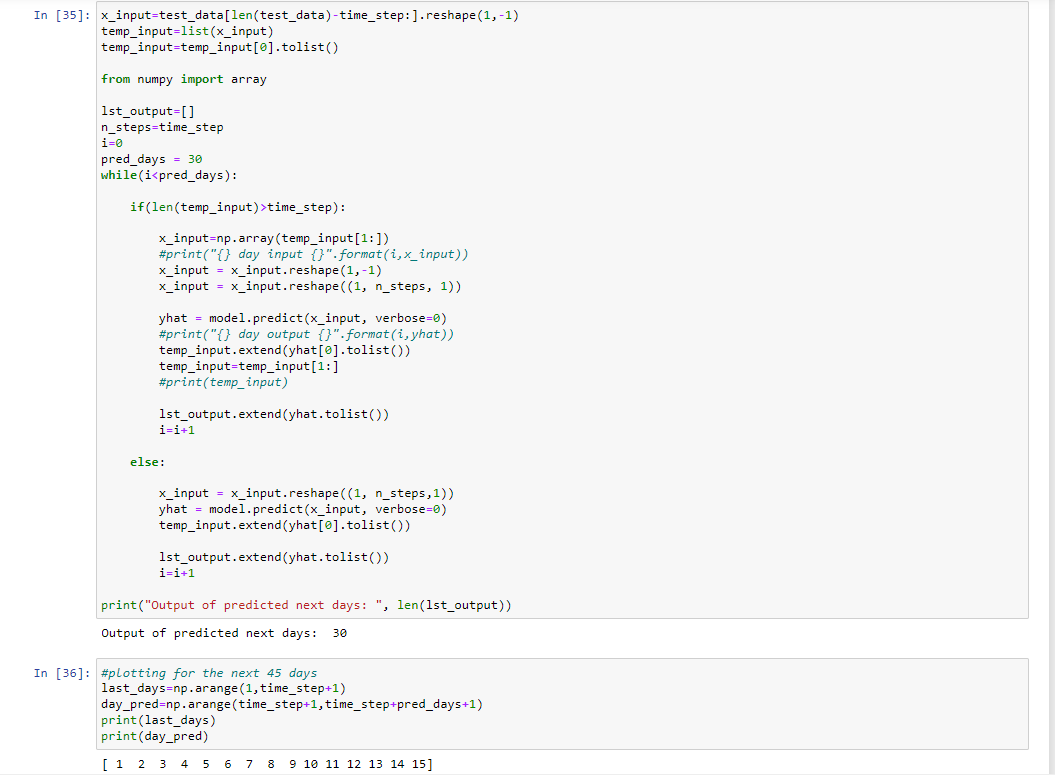 In [35]: x_input=test_data[len(test_data)-time_step:].reshape(1,-1)
temp_input=list(x_input)
temp_input=temp_input[0].tolist()
from numpy import array
lst_output=[]
n_steps=time_step
i=0
pred_days = 30
while(i<pred_days):
if(len(temp_input)>time_step):
x_input=np.array(temp_input[1:])
#print("{} day input {}".format(i,x_input))
x_input = x_input.reshape(1,-1)
x_input = x_input.reshape((1, n_steps, 1))
yhat = model.predict(x_input, verbose=0)
#print("{} day output {}".format(i,yhat))
temp_input.extend(yhat[0].tolist())
temp_input=temp_input[1:]
#print(temp_input)
lst_output.extend(yhat.tolist())
i=i+1
else:
x_input = x_input.reshape((1, n_steps,1))
yhat = model.predict(x_input, verbose=0)
temp_input.extend(yhat[0].tolist())
lst_output.extend(yhat.tolist())
i=i+1
print("Output of predicted next days: ", len(lst_output))
Output of predicted next days:  30
In [36]: #plotting for the next 45 days
last_days=np.arange(1,time_step+1)
day_pred=np.arange(time_step+1,time_step+pred_days+1)
print(last_days)
print(day_pred)
[ 1  2  3  4  5  6  7  8  9 10 11 12 13 14 15]